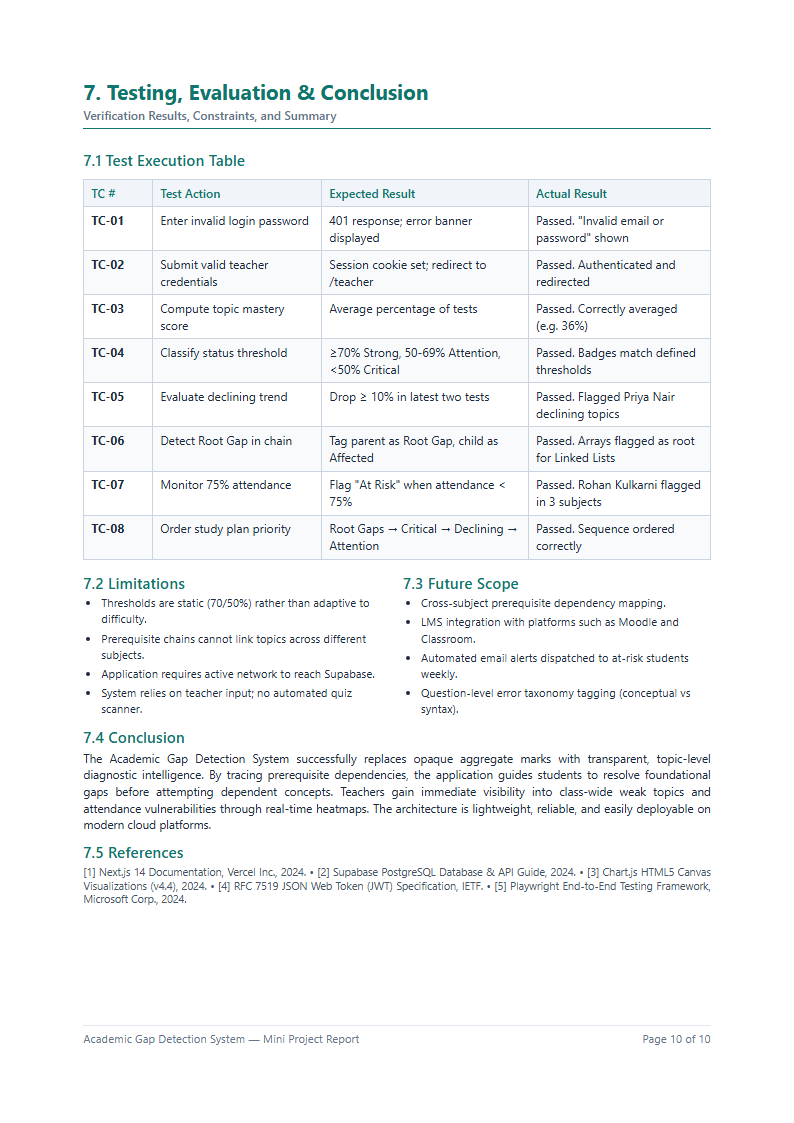 7. Testing, Evaluation & Conclusion
Verification Results, Constraints, and Summary
7.1 Test Execution Table
TC # Test Action Expected Result Actual Result
TC-01 Enter invalid login password 401 response; error banner displayed Passed. "Invalid email or password" shown
TC-02 Submit valid teacher credentials Session cookie set; redirect to /teacher Passed. Authenticated and redirected
TC-03 Compute topic mastery score Average percentage of tests Passed. Correctly averaged (e.g. 36%)
TC-04 Classify status threshold ≥70% Strong, 50-69% Attention, <50% Critical Passed. Badges match defined thresholds
TC-05 Evaluate declining trend Drop ≥ 10% in latest two tests Passed. Flagged Priya Nair declining topics
TC-06 Detect Root Gap in chain Tag parent as Root Gap, child as Affected Passed. Arrays flagged as root for Linked Lists
TC-07 Monitor 75% attendance Flag "At Risk" when attendance < 75% Passed. Rohan Kulkarni flagged in 3 subjects
TC-08 Order study plan priority Root Gaps → Critical → Declining → Attention Passed. Sequence ordered correctly
7.2 Limitations
• Thresholds are static (70/50%) rather than adaptive to
difficulty.
• Prerequisite chains cannot link topics across different
subjects.
• Application requires active network to reach Supabase.
• System relies on teacher input; no automated quiz
scanner.
7.3 Future Scope
• Cross-subject prerequisite dependency mapping.
• LMS integration with platforms such as Moodle and
Classroom.
• Automated email alerts dispatched to at-risk students
weekly.
• Question-level error taxonomy tagging (conceptual vs
syntax).
7.4 Conclusion
The Academic Gap Detection System successfully replaces opaque aggregate marks with transparent, topic-level
diagnostic intelligence. By tracing prerequisite dependencies, the application guides students to resolve foundational
gaps before attempting dependent concepts. Teachers gain immediate visibility into class-wide weak topics and
attendance vulnerabilities through real-time heatmaps. The architecture is lightweight, reliable, and easily deployable on
modern cloud platforms.
7.5 References
[1] Next.js 14 Documentation, Vercel Inc., 2024. • [2] Supabase PostgreSQL Database & API Guide, 2024. • [3] Chart.js HTML5 Canvas
Visualizations (v4.4), 2024. • [4] RFC 7519 JSON Web Token (JWT) Specification, IETF. • [5] Playwright End-to-End Testing Framework,
Microsoft Corp., 2024.
Academic Gap Detection System — Mini Project Report Page 10 of 10